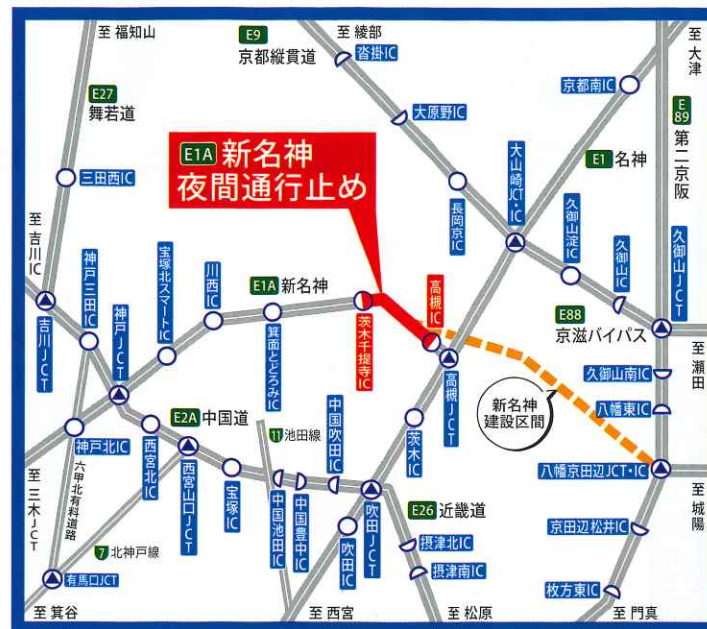 至 福知山
E9
京都縦貫道
至 綾部
沓掛IC
至 大津
京都南IC
E27
舞若道
大原野IC
E89
第二京阪
E1A 新名神
夜間通行止め
E1 名神
三田西IC
大山崎JCT・IC
長岡京IC
久御山淀IC
久御山IC
久御山JCT
至 吉川IC
神戸三田IC
宝塚北スマートIC
川西IC
E1A 新名神
高槻IC
吉川JCT
神戸JCT
箕面とどろみIC
茨木千提寺IC
E88
京滋バイパス
至 瀬田
高槻JCT
久御山南IC
新名神
建設区間
八幡東IC
E2A 中国道
中国吹田IC
茨木IC
神戸北IC
西宮北IC
11 池田線
八幡京田辺JCT・IC
至 三木JCT
六甲北有料道路
西宮山口JCT
宝塚IC
中国池田IC
中国豊中IC
吹田IC
吹田JCT
E26 近畿道
至 城陽
京田辺松井IC
7 北神戸線
摂津北IC
有馬口JCT
摂津南IC
枚方東IC
至 箕谷
至 西宮
至 松原
至 門真